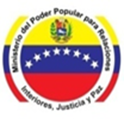 Ministerio del Poder Popular para Relaciones
Interiores, Justicia y Paz